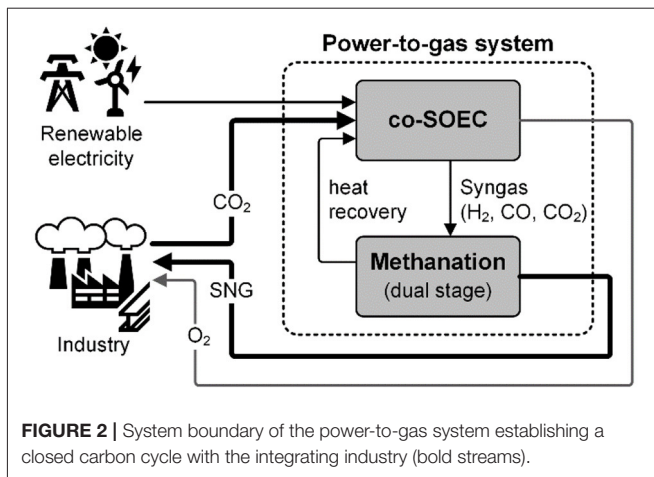 Power-to-gas system
co-SOEC
Renewable
electricity
CO₂
heat
recovery
Syngas
(H₂, CO, CO₂)
Methanation
(dual stage)
SNG
Industry
O₂
FIGURE 2 | System boundary of the power-to-gas system establishing a
closed carbon cycle with the integrating industry (bold streams).